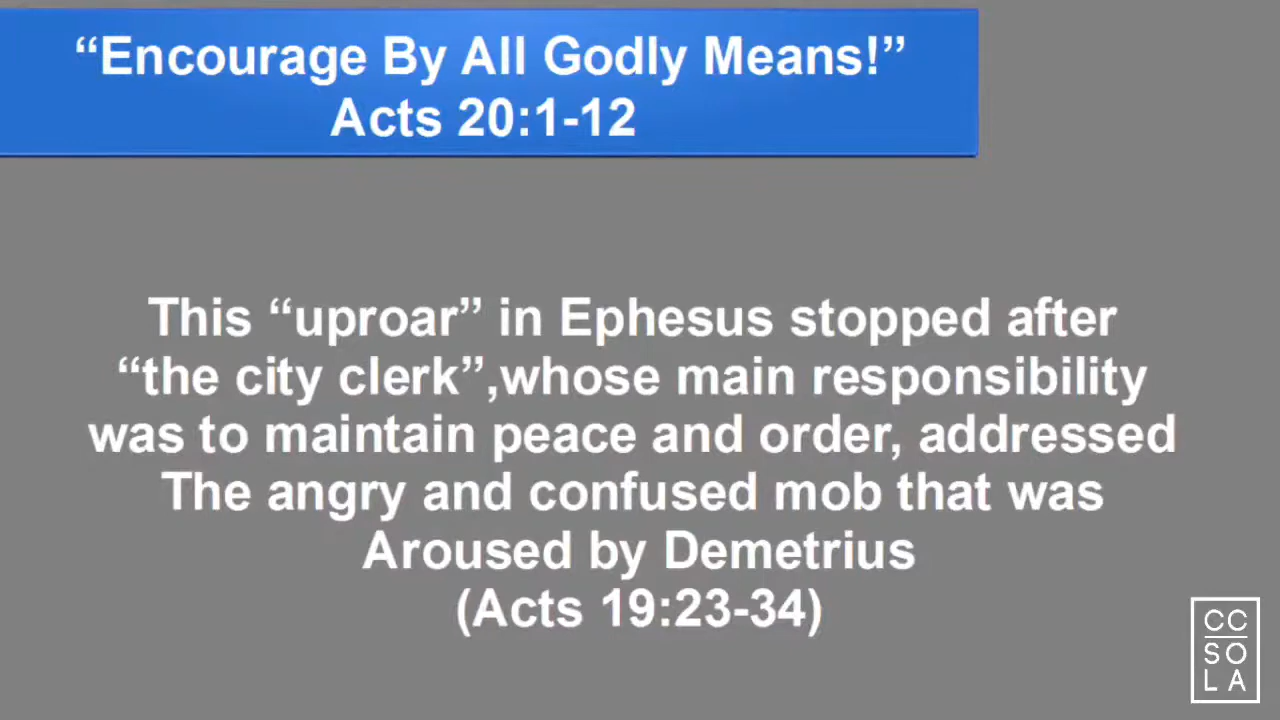 “Encourage By All Godly Means!”
Acts 20:1-12
This “uproar” in Ephesus stopped after
“the city clerk”,whose main responsibility
was to maintain peace and order, addressed
The angry and confused mob that was
Aroused by Demetrius
(Acts 19:23-34)
CC
SO
LA